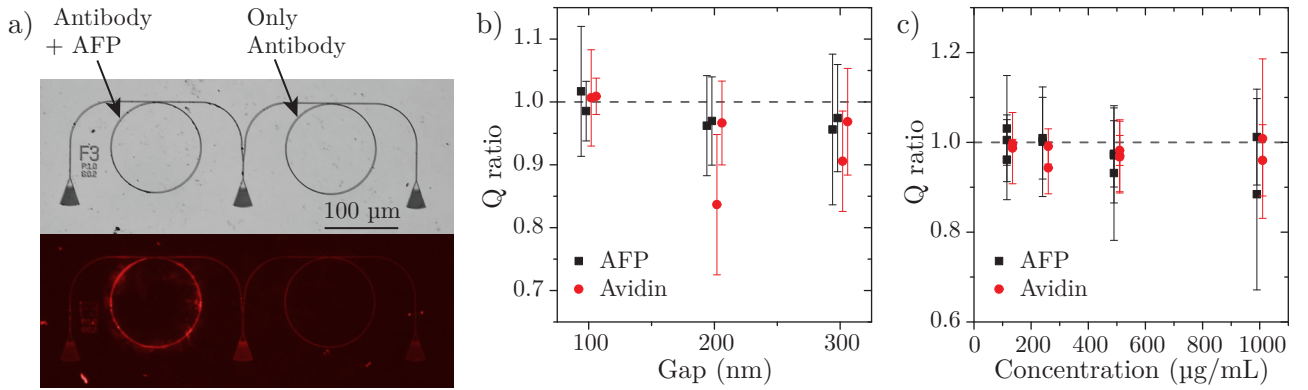 a)
Antibody
+ AFP
Only
Antibody
F3
100 µm
b)
Q ratio
1.1
1.0
0.9
0.8
0.7
AFP
Avidin
100
200
300
Gap (nm)
c)
Q ratio
1.2
1.0
0.8
0.6
AFP
Avidin
0
200
400
600
800
1000
Concentration (µg/mL)